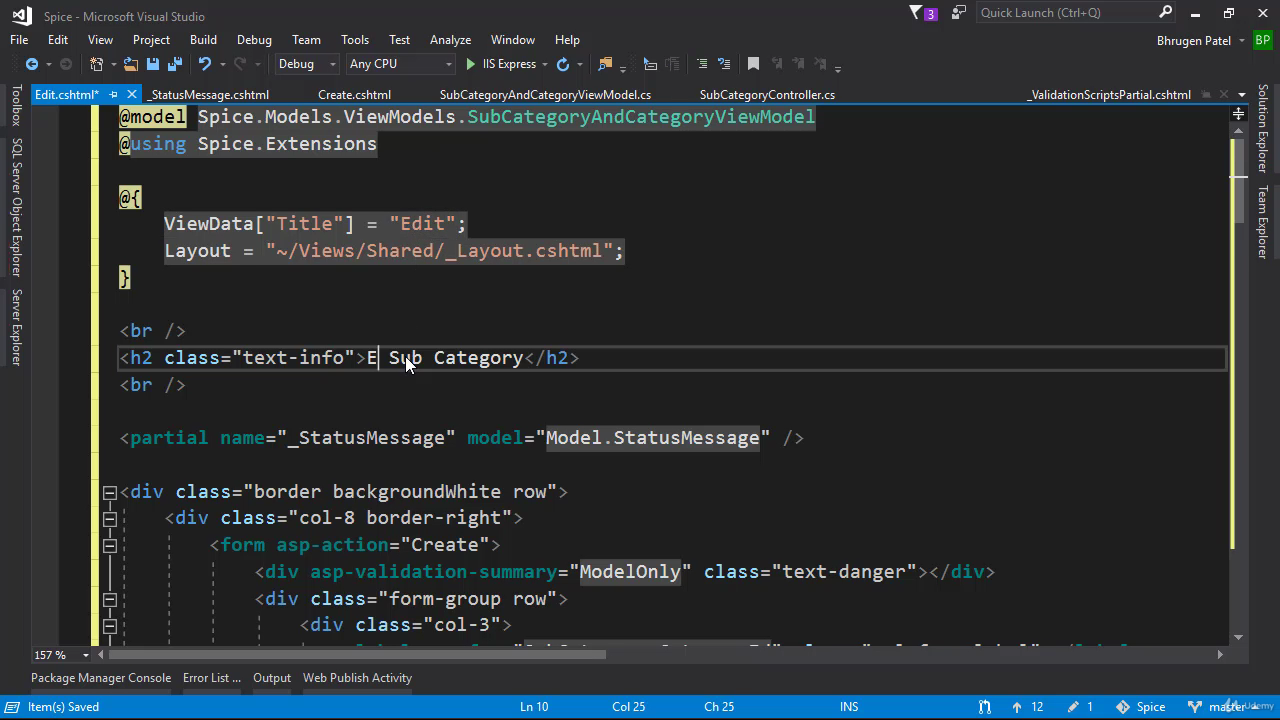 Spice - Microsoft Visual Studio
3
Quick Launch (Ctrl+Q)
File Edit View Project Build Debug Team Tools Test Analyze Window Help
Bhrugen Patel BP
Debug Any CPU IIS Express
Edit.cshtml* _StatusMessage.cshtml Create.cshtml SubCategoryAndCategoryViewModel.cs SubCategoryController.cs _ValidationScriptsPartial.cshtml
Toolbox
SQL Server Object Explorer
Server Explorer
Solution Explorer
Team Explorer
@model Spice.Models.ViewModels.SubCategoryAndCategoryViewModel
@using Spice.Extensions
@{
ViewData["Title"] = "Edit";
Layout = "~/Views/Shared/_Layout.cshtml";
}
<br />
<h2 class="text-info">E Sub Category</h2>
<br />
<partial name="_StatusMessage" model="Model.StatusMessage" />
<div class="border backgroundWhite row">
<div class="col-8 border-right">
<form asp-action="Create">
<div asp-validation-summary="ModelOnly" class="text-danger"></div>
<div class="form-group row">
<div class="col-3">
157 %
Package Manager Console Error List ... Output Web Publish Activity
Item(s) Saved Ln 10 Col 25 Ch 25 INS 12 1 Spice master
Udemy